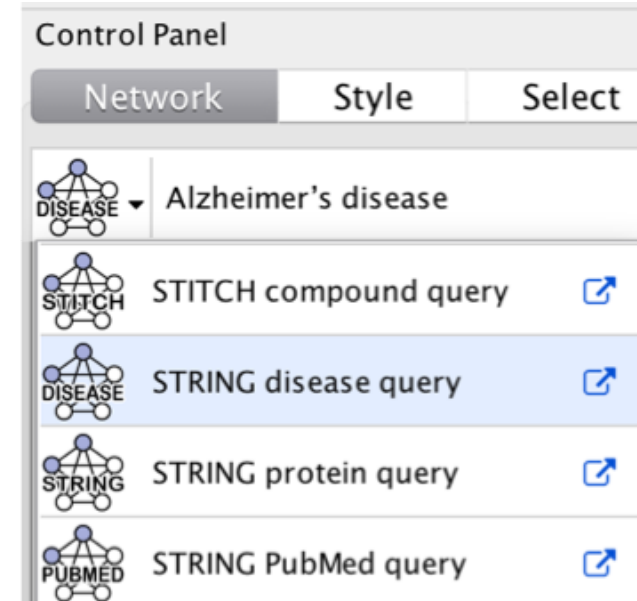 Control Panel
Network Style Select
DISEASE Alzheimer’s disease
STITCH STITCH compound query
DISEASE STRING disease query
STRING STRING protein query
PUBMED STRING PubMed query